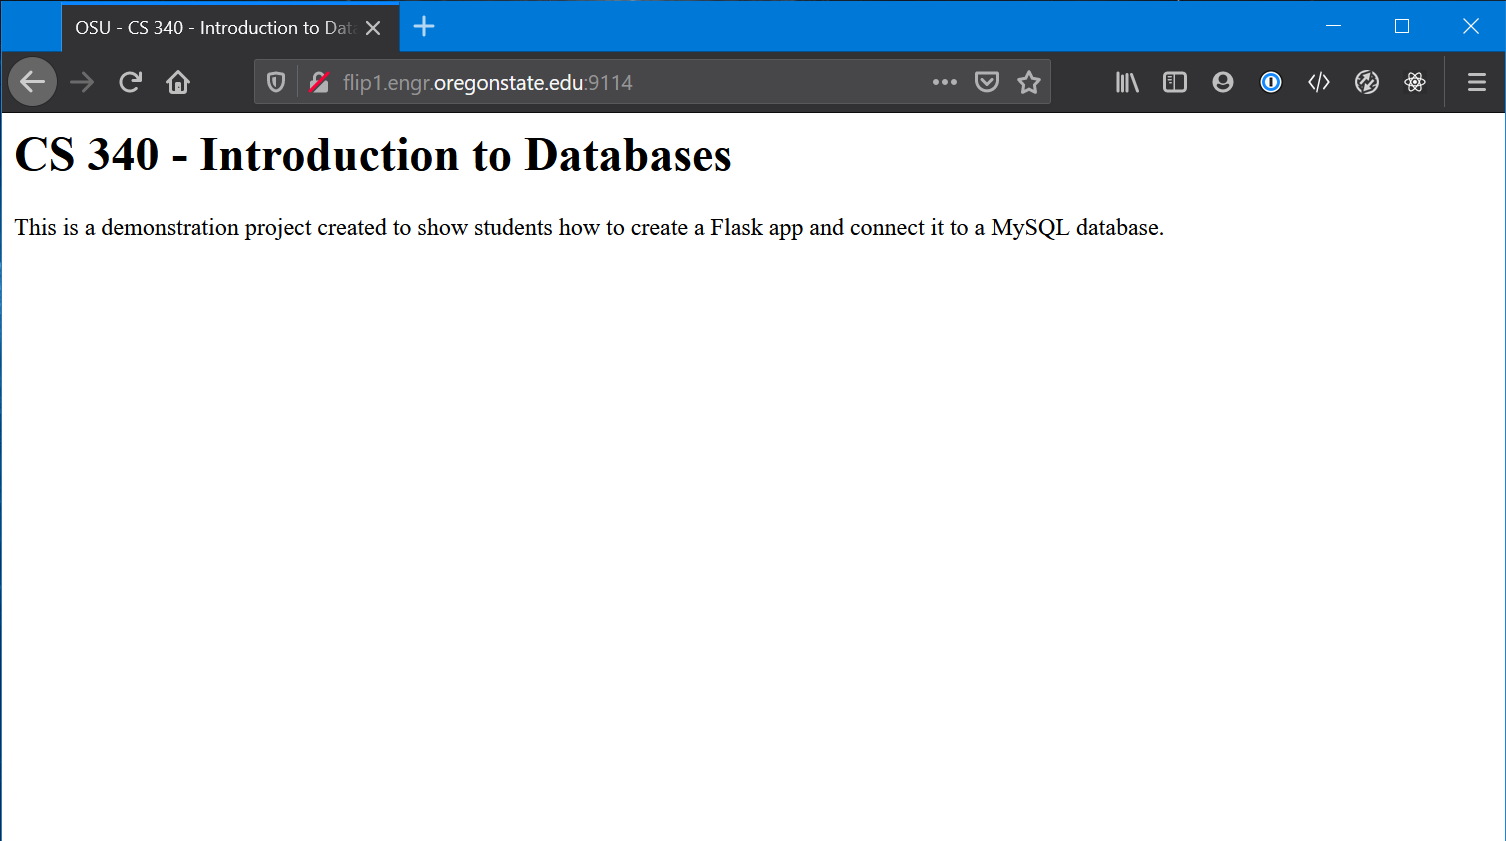 OSU - CS 340 - Introduction to Dat
flip1.engr.oregonstate.edu:9114
CS 340 - Introduction to Databases
This is a demonstration project created to show students how to create a Flask app and connect it to a MySQL database.